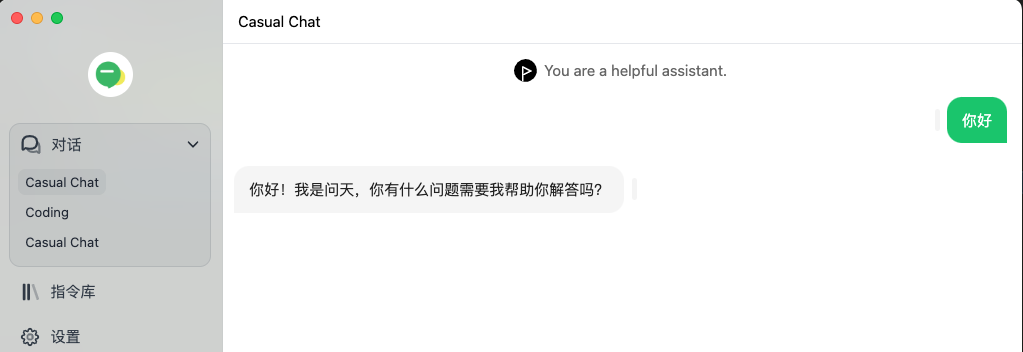 Casual Chat
You are a helpful assistant.
你好
对话
Casual Chat
你好！我是问天，你有什么问题需要我帮助你解答吗？
Coding
Casual Chat
指令库
设置